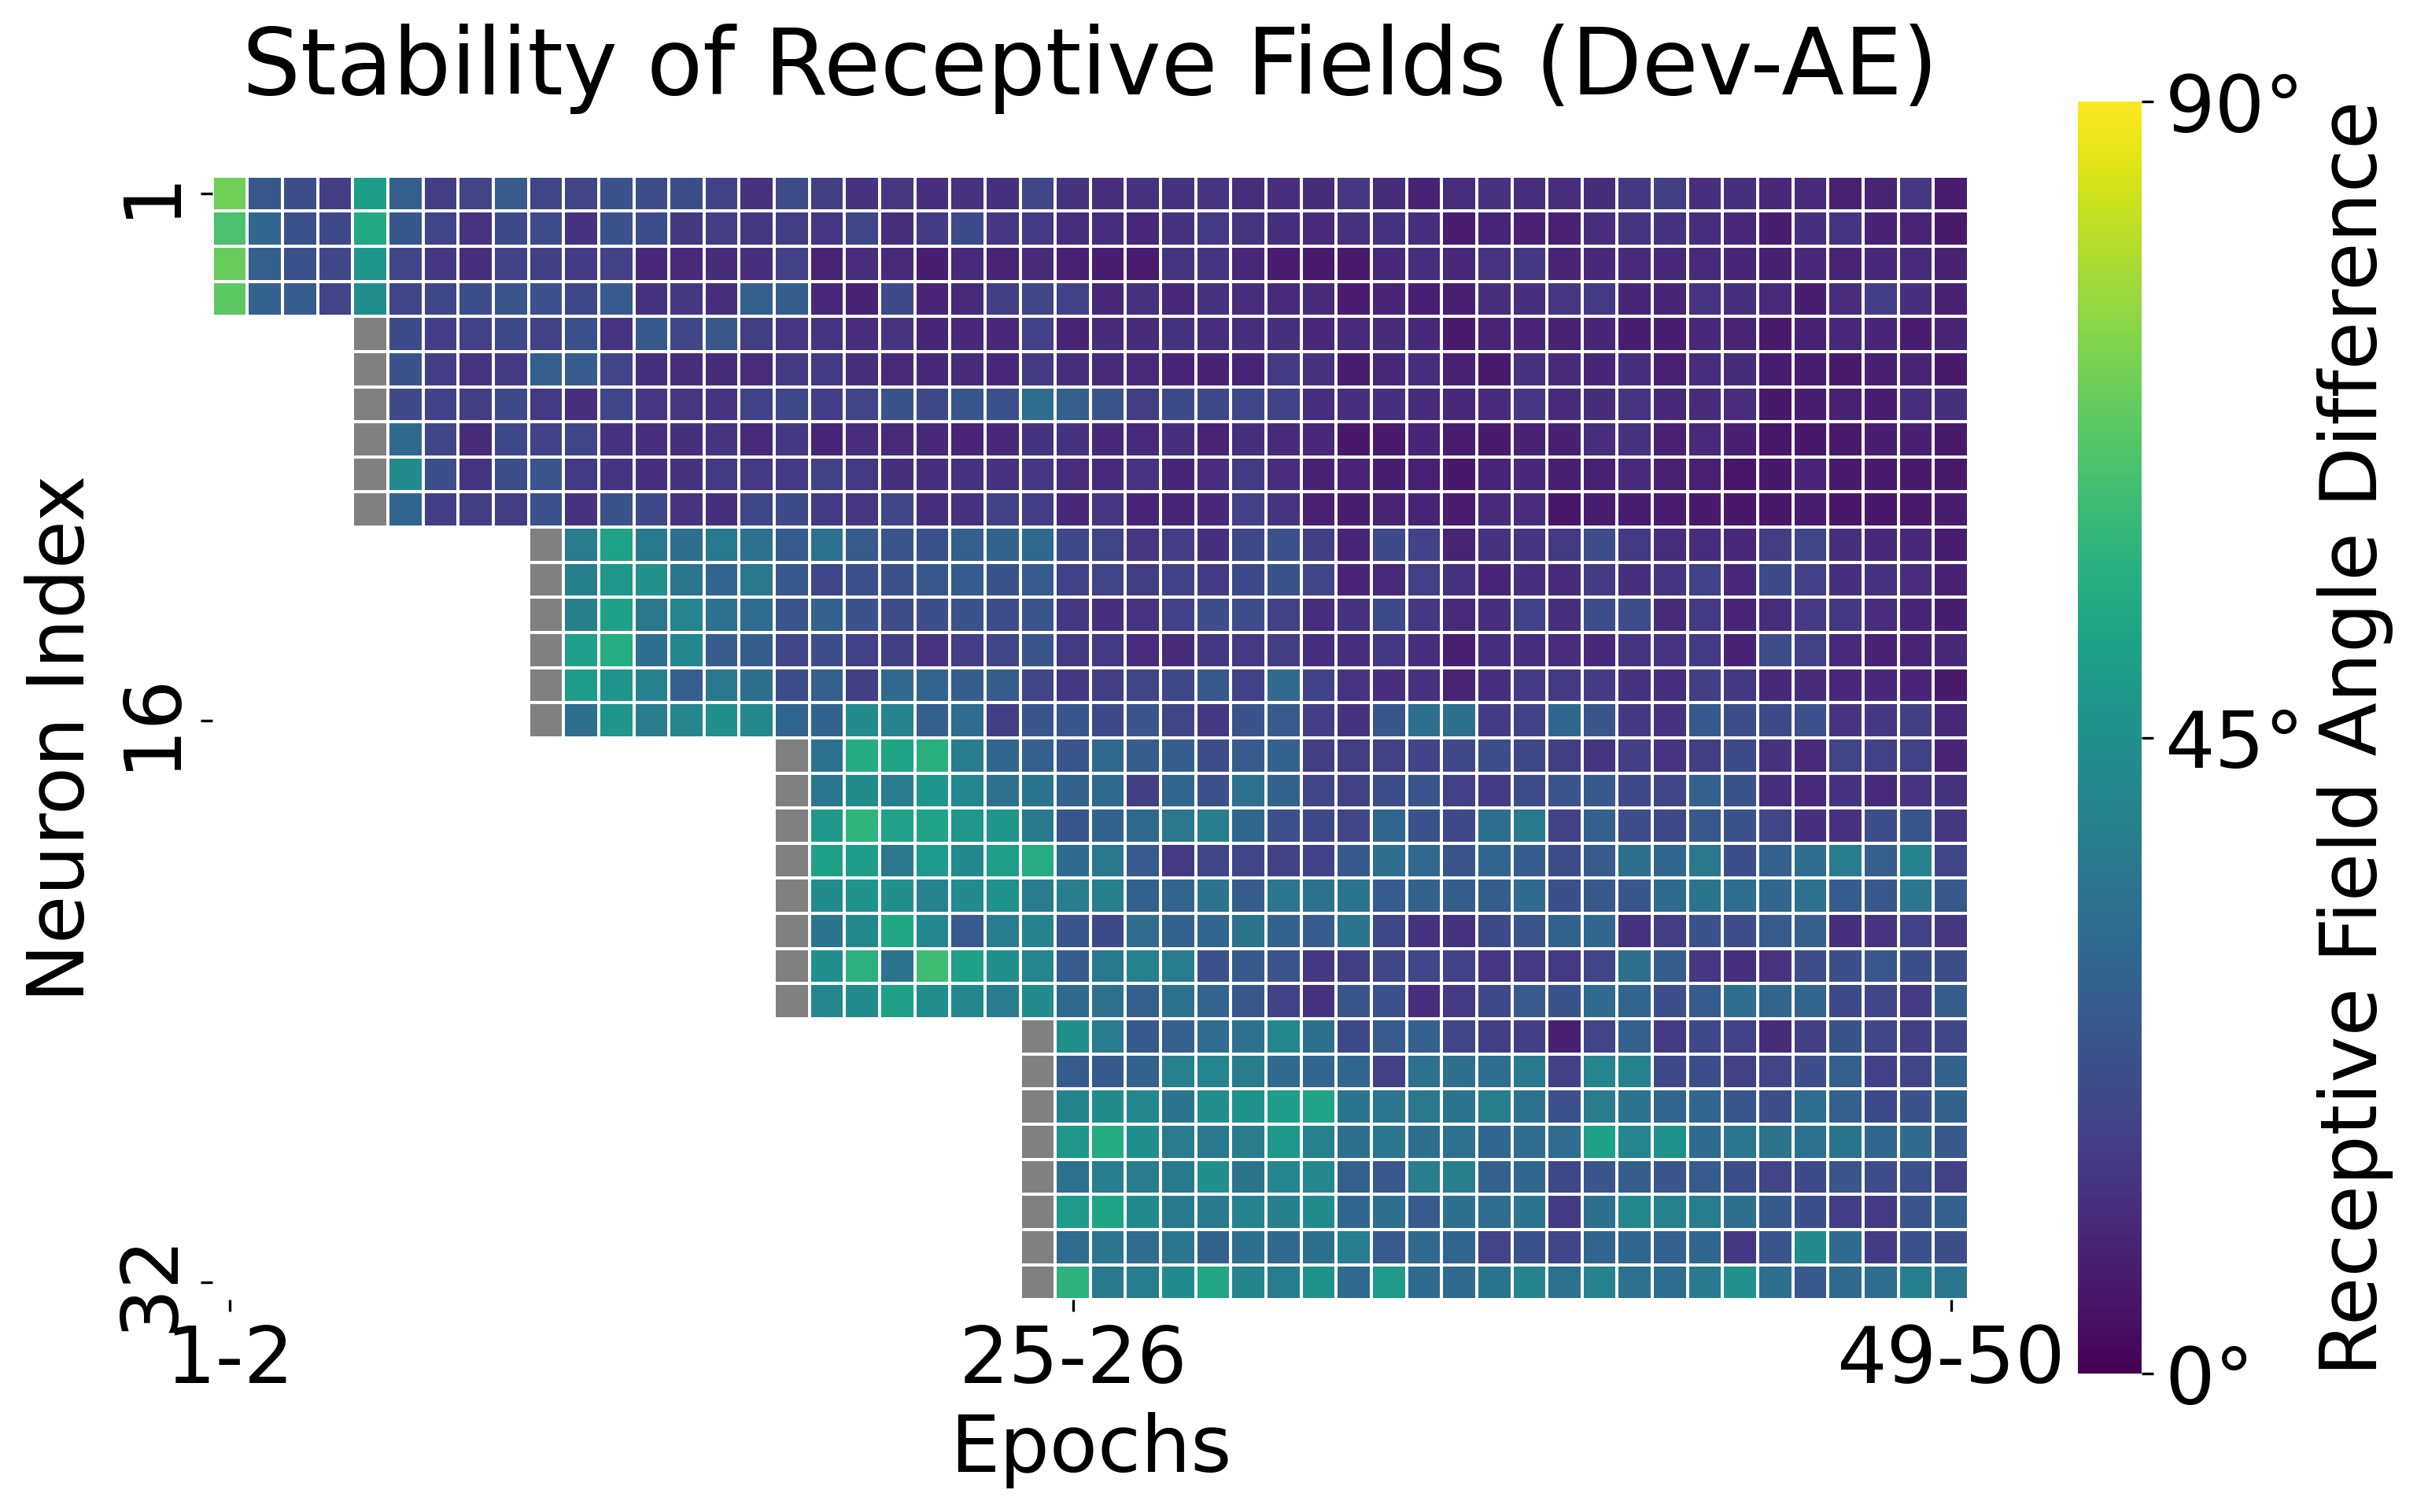 Stability of Receptive Fields (Dev-AE)
Neuron Index
1
16
32
1-2
25-26
49-50
Epochs
90°
45°
0°
Receptive Field Angle Difference